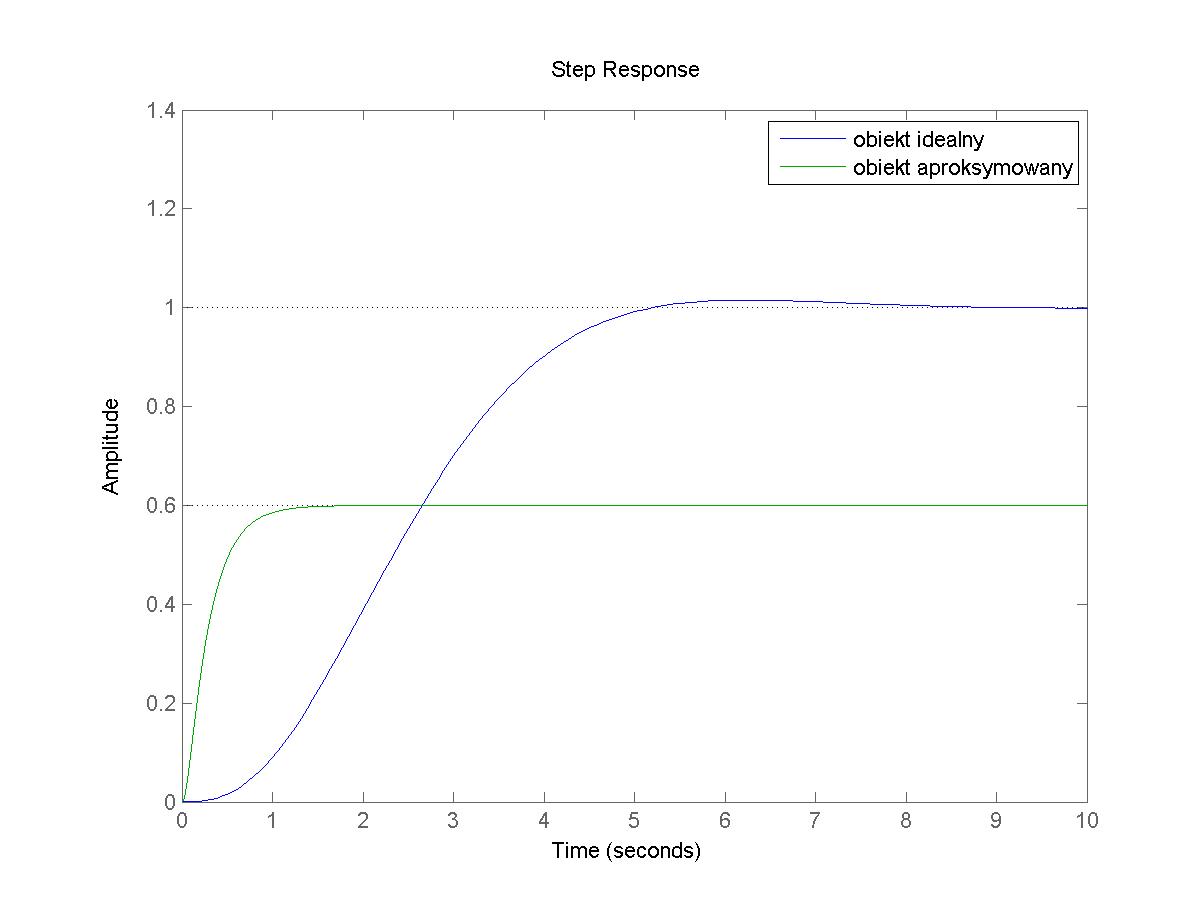 Step Response
1.4
1.2
1
0.8
0.6
0.4
0.2
0
Amplitude
obiekt idealny
obiekt aproksymowany
0 1 2 3 4 5 6 7 8 9 10
Time (seconds)